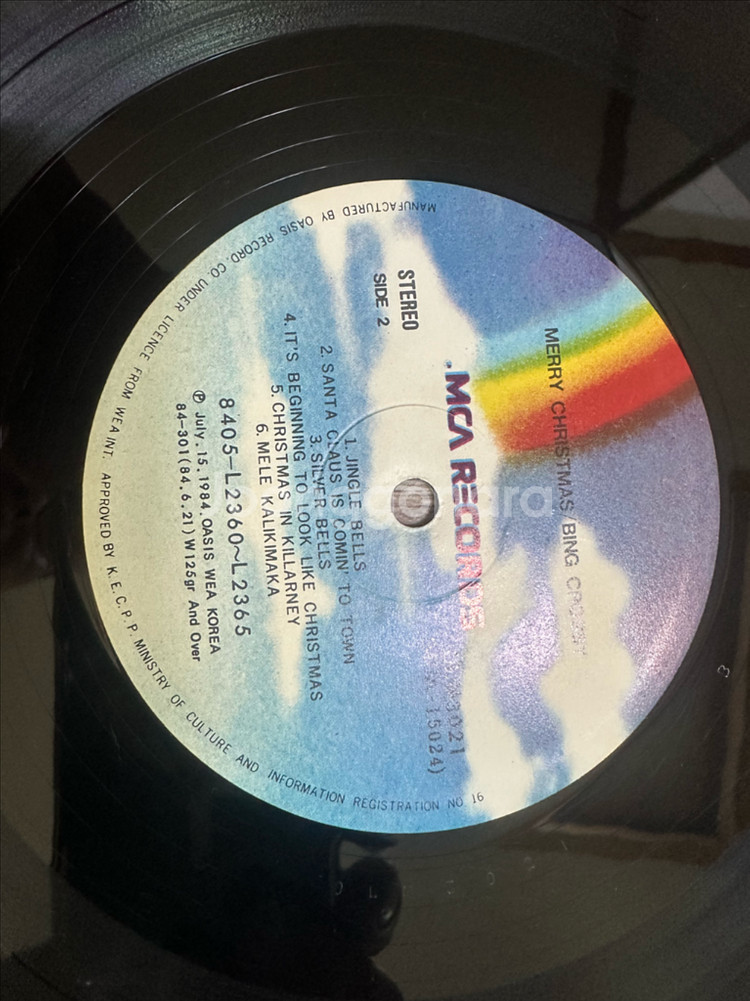 MERRY CHRISTMAS/BING CROSBY
MCA RECORDS
STEREO
SIDE 2
15024)
1. JINGLE BELLS
2. SANTA CLAUS IS COMIN' TO TOWN
3. SILVER BELLS
4. IT'S BEGINNING TO LOOK LIKE CHRISTMAS
5. CHRISTMAS IN KILLARNEY
6. MELE KALIKIMAKA
8405-L2360~L2365
℗ July.15.1984.OASIS WEA KOREA
84-301(84.6.21)W125gr And Over
MANUFACTURED BY OASIS RECORD. CO. UNDER LICENCE FROM WEA INT. APPROVED BY K.E.C.P.P. MINISTRY OF CULTURE AND INFORMATION REGISTRATION NO. 16
3